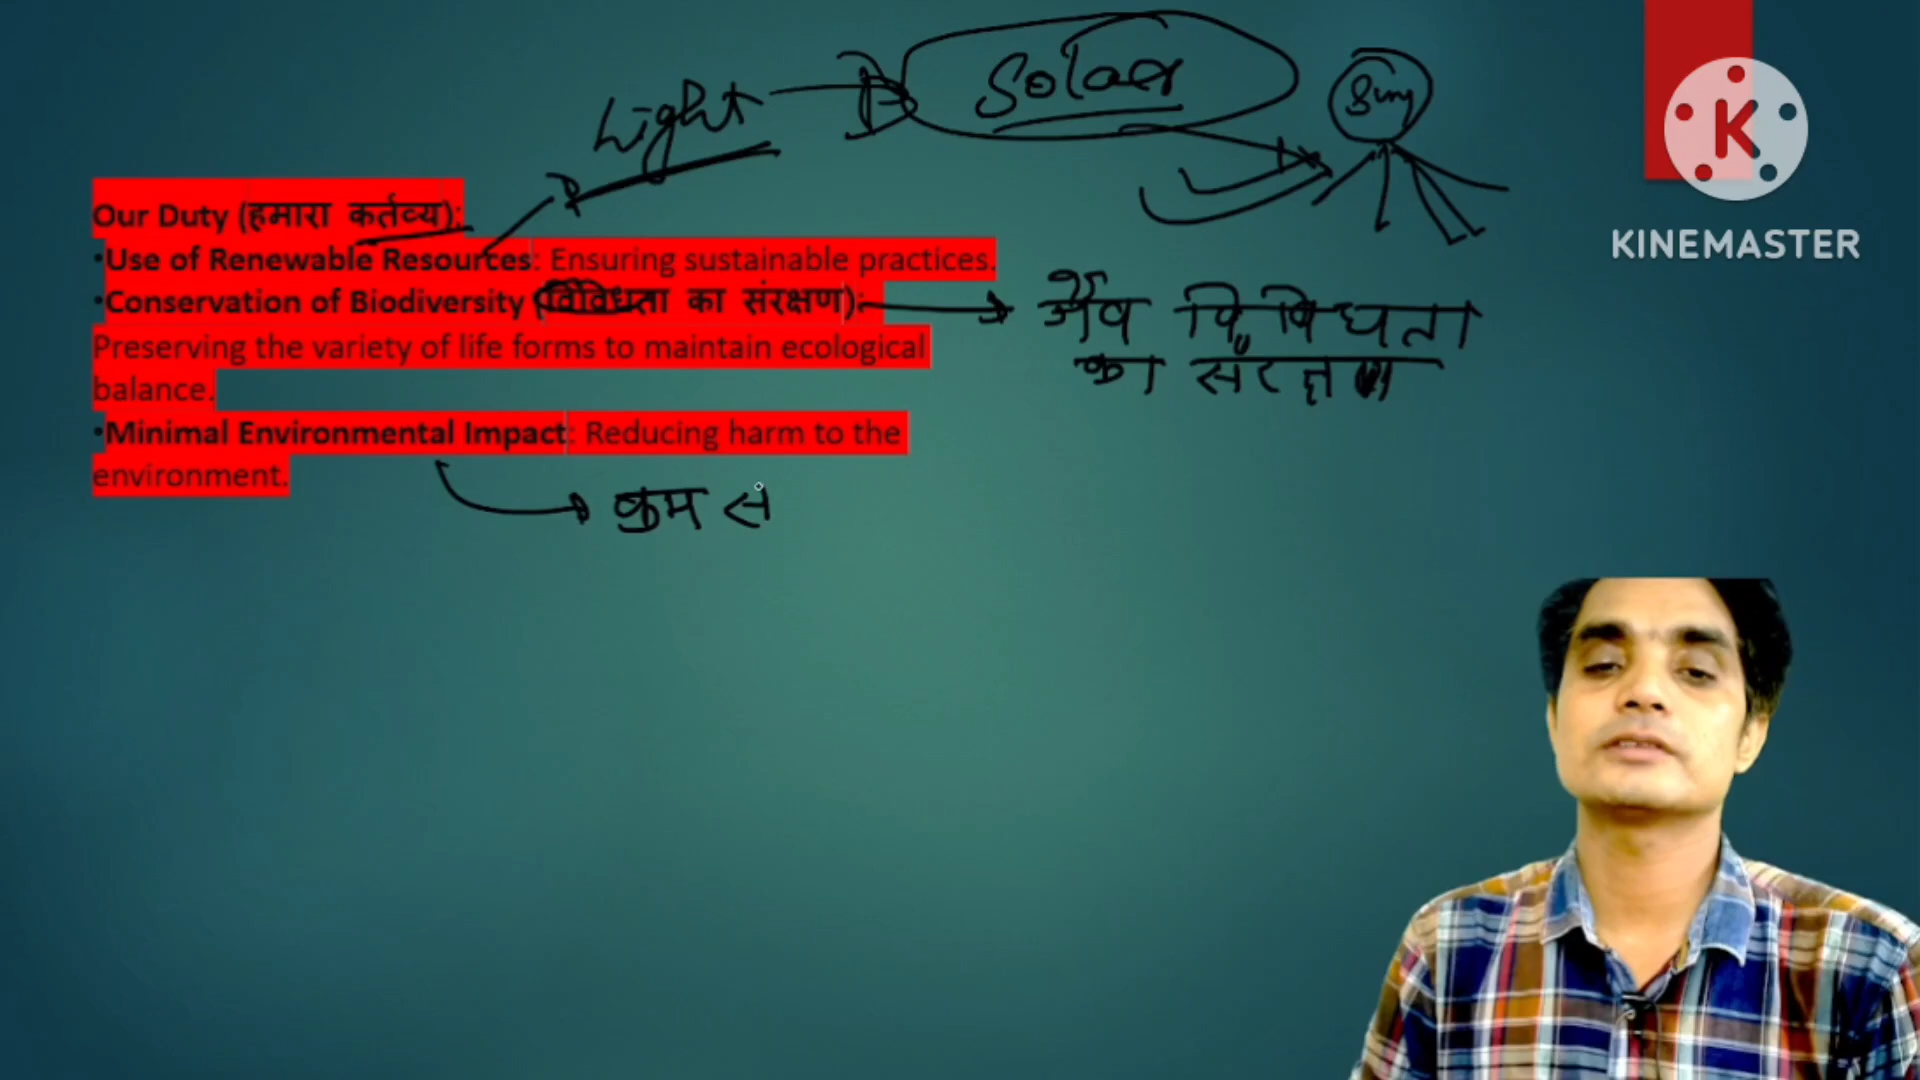 Solar
Light
Sun
Our Duty (हमारा कर्तव्य):
•Use of Renewable Resources: Ensuring sustainable practices.
•Conservation of Biodiversity (विविधता का संरक्षण):
जैव विविधता
का संरक्षण
Preserving the variety of life forms to maintain ecological
balance.
•Minimal Environmental Impact: Reducing harm to the
environment.
कम स
KINEMASTER